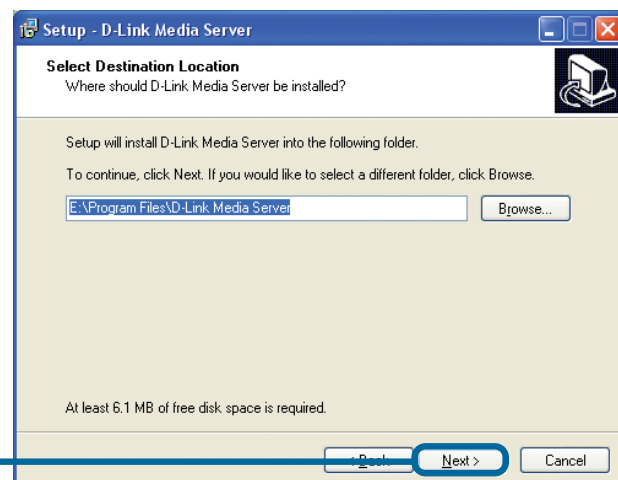 Setup - D-Link Media Server
Select Destination Location
Where should D-Link Media Server be installed?
Setup will install D-Link Media Server into the following folder.
To continue, click Next. If you would like to select a different folder, click Browse.
E:\Program Files\D-Link Media Server
Browse...
At least 6.1 MB of free disk space is required.
< Back
Next >
Cancel